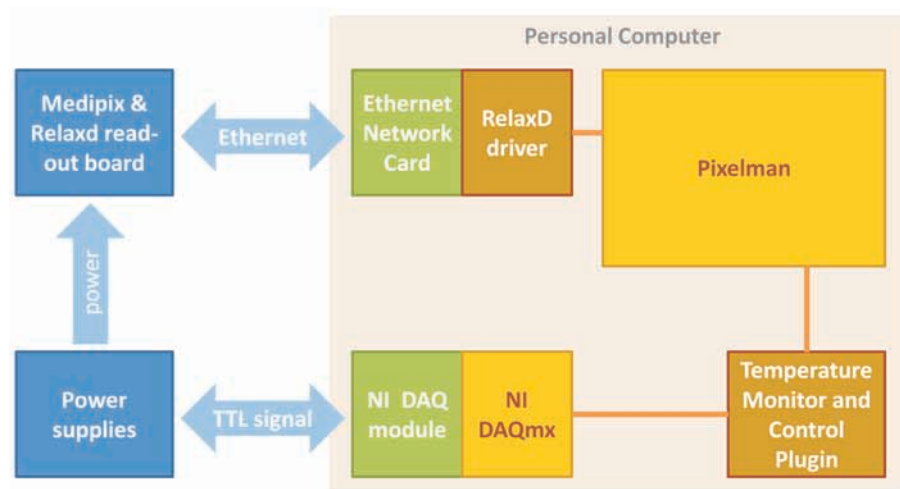 Personal Computer
Medipix &
Relaxd read-
out board
Ethernet
Ethernet
Network
Card
RelaxD
driver
Pixelman
power
Power
supplies
TTL signal
NI DAQ
module
NI
DAQmx
Temperature
Monitor and
Control
Plugin